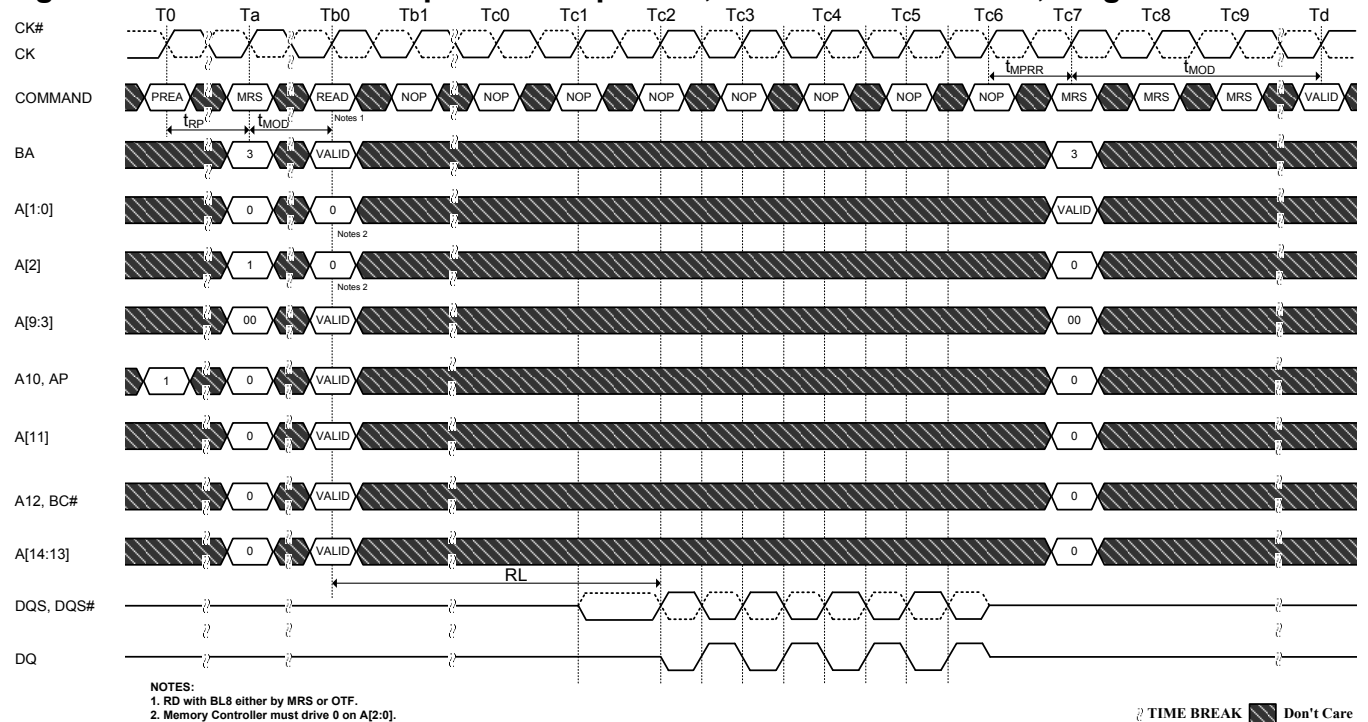 T0 Ta Tb0 Tb1 Tc0 Tc1 Tc2 Tc3 Tc4 Tc5 Tc6 Tc7 Tc8 Tc9 Td
CK#
CK
tMPRR tMOD
COMMAND PREA MRS READ NOP NOP NOP NOP NOP NOP NOP NOP MRS MRS MRS VALID
Notes 1
tRP tMOD
BA 3 VALID 3
A[1:0] 0 0 VALID
Notes 2
A[2] 1 0 0
Notes 2
A[9:3] 00 VALID 00
A10, AP 1 0 VALID 0
A[11] 0 VALID 0
A12, BC# 0 VALID 0
A[14:13] 0 VALID 0
RL
DQS, DQS#
DQ
NOTES:
1. RD with BL8 either by MRS or OTF.
2. Memory Controller must drive 0 on A[2:0].
TIME BREAK Don't Care